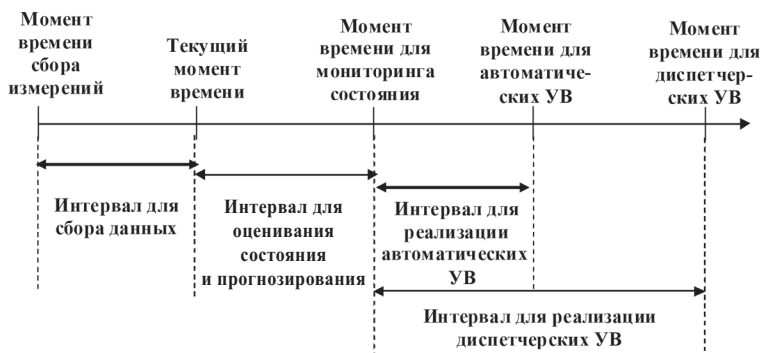 Момент
времени
сбора
измерений
Текущий
момент
времени
Момент
времени для
мониторинга
состояния
Момент
времени для
автоматиче-
ских УВ
Момент
времени для
диспетчер-
ских УВ
Интервал для
сбора данных
Интервал для
оценивания
состояния
и прогнозирования
Интервал для
реализации
автоматических
УВ
Интервал для реализации
диспетчерских УВ